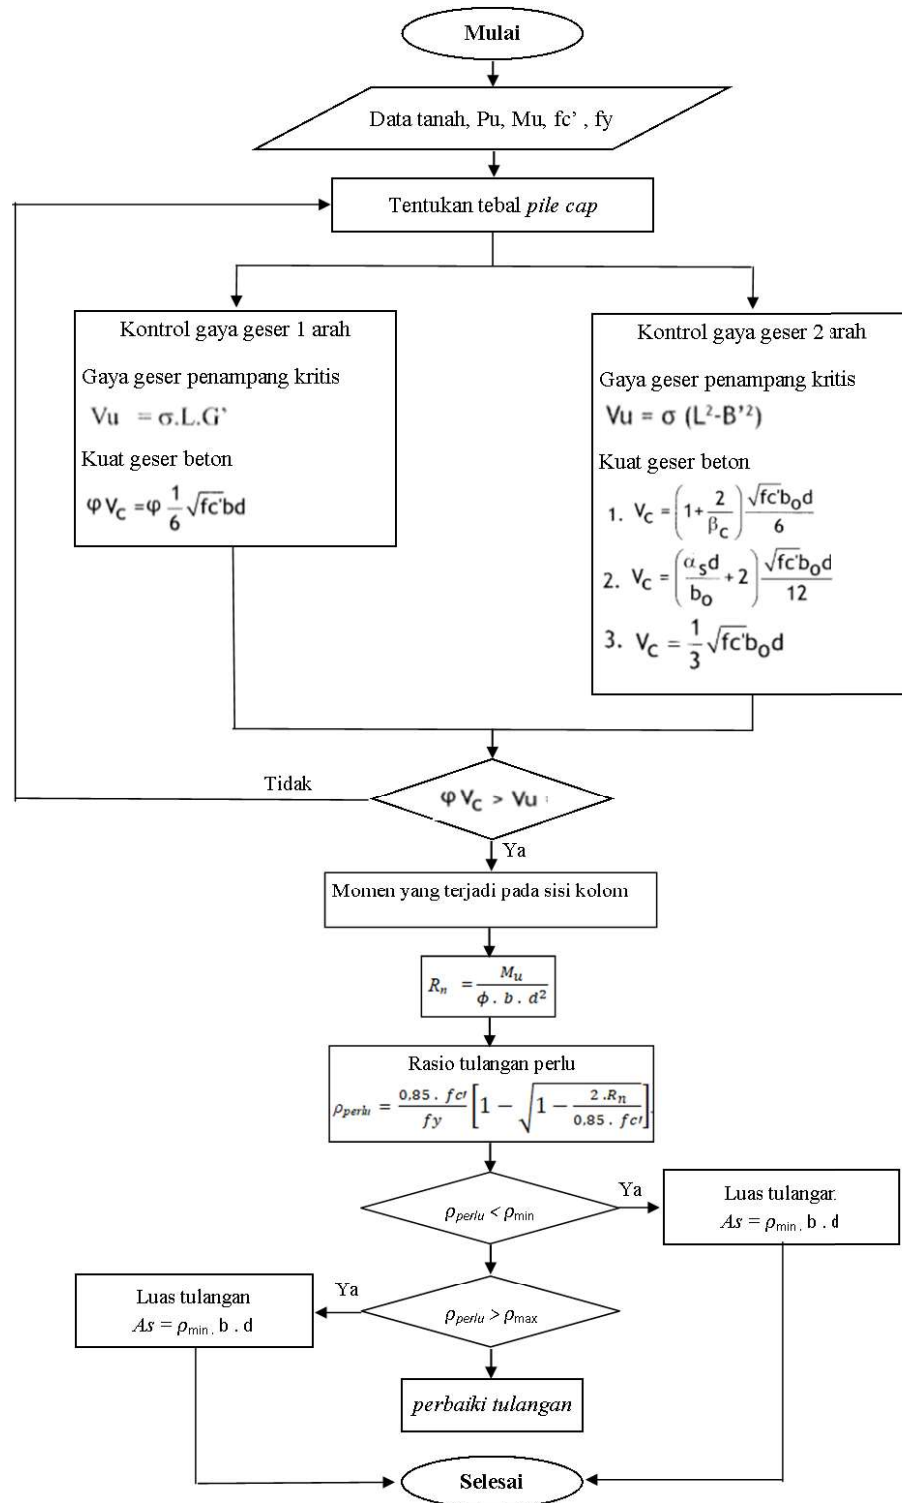 Mulai
Data tanah, Pu, Mu, fc' , fy
Tentukan tebal pile cap
Kontrol gaya geser 1 arah
Gaya geser penampang kritis
Vu = σ.L.G'
Kuat geser beton
φ Vc =φ 1/6 √fc'bd
Kontrol gaya geser 2 arah
Gaya geser penampang kritis
Vu = σ (L²-B'²)
Kuat geser beton
1. Vc = (1+ 2/βc) √fc'bod/6
2. Vc = (αsd/bo +2) √fc'bod/12
3. Vc = 1/3 √fc'bod
Tidak
φ Vc > Vu :
Ya
Momen yang terjadi pada sisi kolom
Rn = Mu / ϕ . b . d²
Rasio tulangan perlu
ρperlu = 0,85 . fc' / fy [1 − √1 − 2 .Rn / 0,85 . fc'].
Ya
ρperlu < ρmin
Luas tulangar.
As = ρmin . b . d
Ya
ρperlu > ρmax
Luas tulangan
As = ρmin . b . d
perbaiki tulangan
Selesai